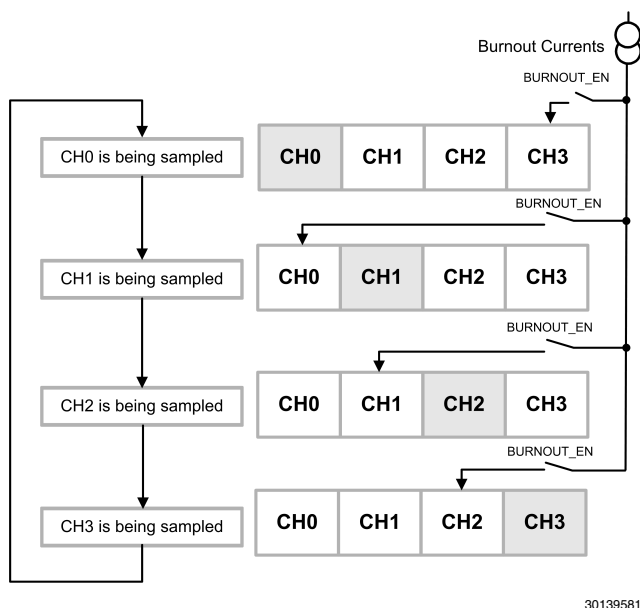 Burnout Currents
BURNOUT_EN
CH0 is being sampled
CH0 CH1 CH2 CH3
BURNOUT_EN
CH1 is being sampled
CH0 CH1 CH2 CH3
BURNOUT_EN
CH2 is being sampled
CH0 CH1 CH2 CH3
BURNOUT_EN
CH3 is being sampled
CH0 CH1 CH2 CH3
30139581